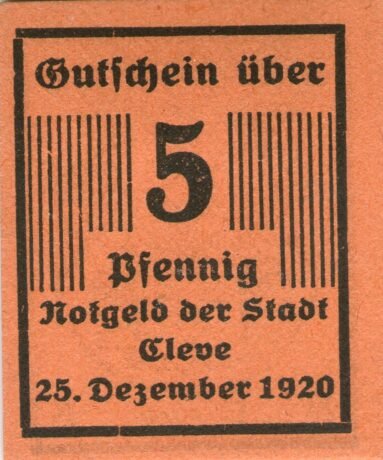 Gutschein über
5
Pfennig
Notgeld der Stadt
Cleve
25. Dezember 1920